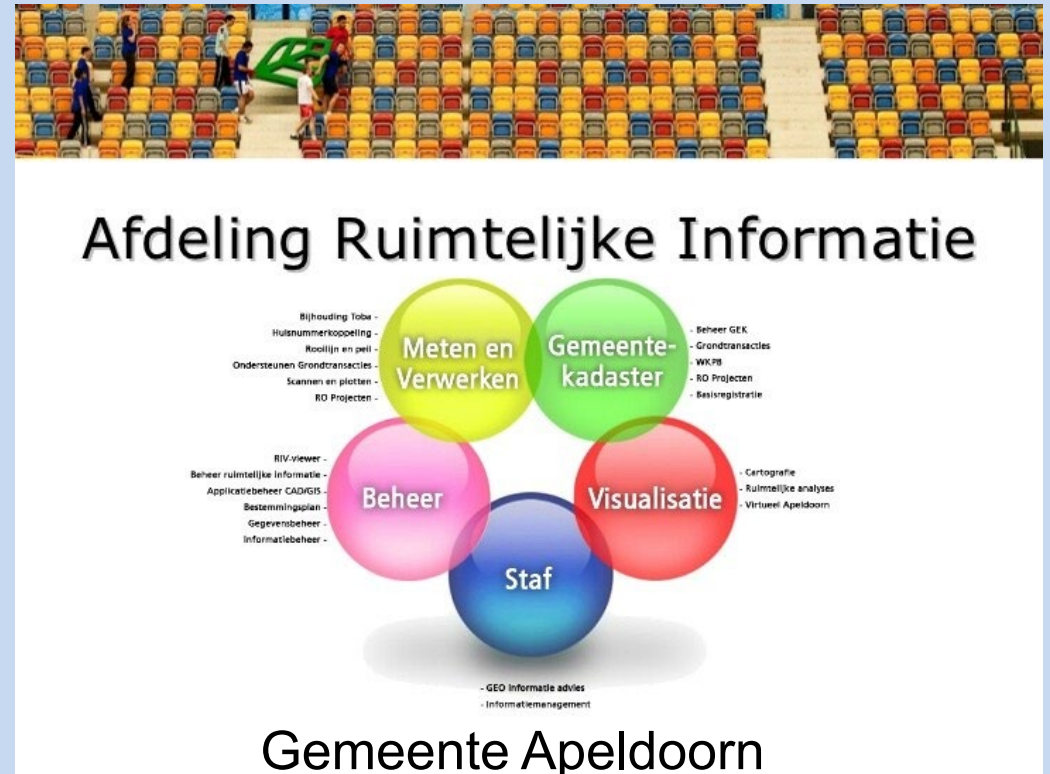 Afdeling Ruimtelijke Informatie
Bijhouding Toba -
Huisnummerkoppeling -
Rooilijn en peil -
Ondersteunen Grondtransacties -
Scannen en plotten -
RO Projecten -
Meten en
Verwerken
Gemeente-
kadaster
- Beheer GEK
- Grondtransacties
- WKPB
- RO Projecten
- Basisregistratie
RIV-viewer -
Beheer ruimtelijke informatie -
Applicatiebeheer CAD/GIS -
Bestemmingsplan -
Gegevensbeheer -
Informatiebeheer -
Beheer
Visualisatie
- Cartografie
- Ruimtelijke analyses
- Virtueel Apeldoorn
Staf
- GEO informatie advies
- Informatiemanagement
Gemeente Apeldoorn